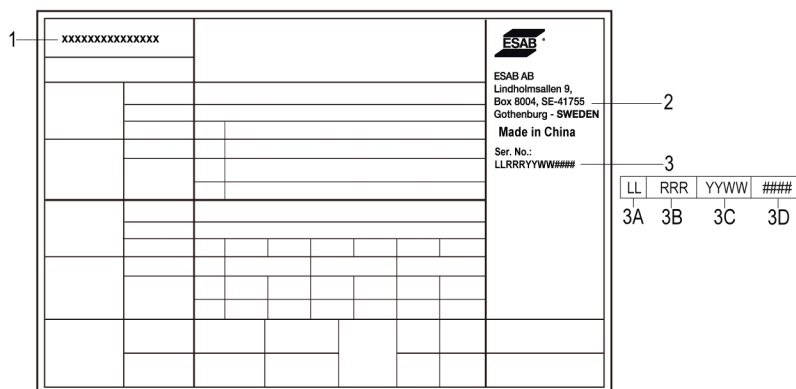 1
XXXXXXXXXXXXXXX
ESAB
ESAB AB
Lindholmsallen 9,
Box 8004, SE-41755
Gothenburg - SWEDEN
2
Made in China
Ser. No.:
LLRRRYYWW####
3
LL RRR YYWW ####
3A 3B 3C 3D